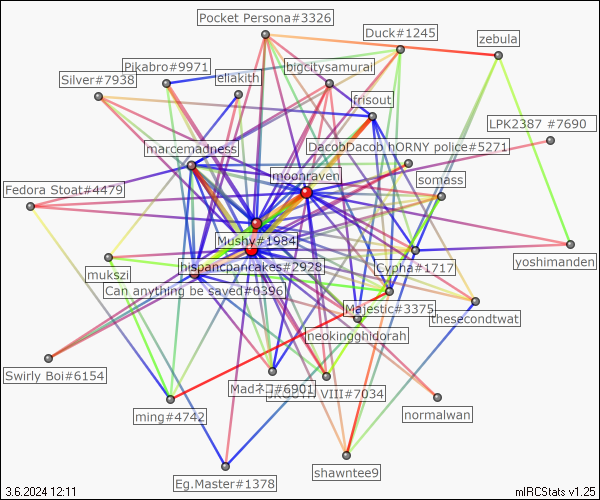 Pocket Persona#3326
Duck#1245
zebula
Pikabro#9971
bigcitysamurai
Silver#7938
eliakith
frisout
LPK2387 #7690
marcemadness
DacobDacob hORNY police#5271
moonraven
Fedora Stoat#4479
somass
Mushy#1984
yoshimanden
mukszi
hispancpancakes#2928
Cypha#1717
Can anything be saved#0396
Majestic#3375
thesecondtwat
neokingghidorah
Swirly Boi#6154
Madネコ#6901
VIII#7034
ming#4742
normalwan
shawntee9
Eg.Master#1378
3.6.2024 12:11
mIRCStats v1.25